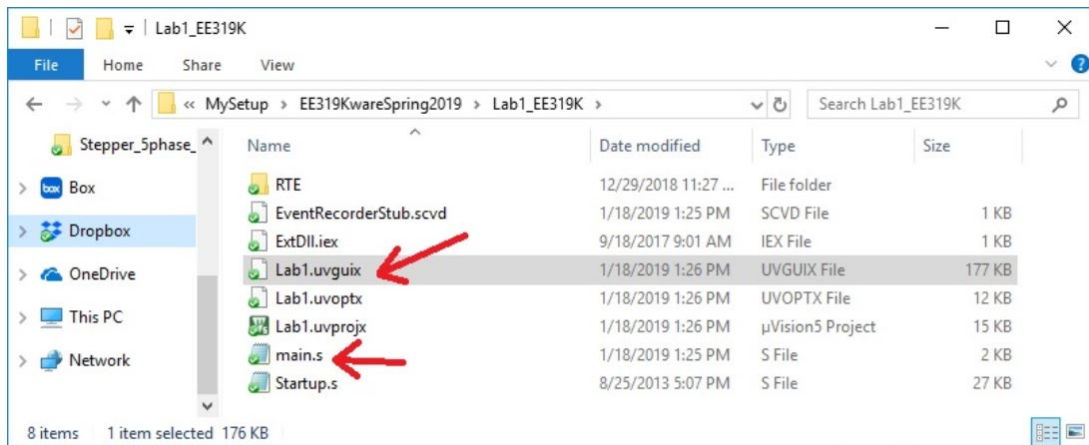 Lab1_EE319K
File Home Share View
« MySetup > EE319KwareSpring2019 > Lab1_EE319K > Search Lab1_EE319K
Stepper_5phase_ Name Date modified Type Size
RTE 12/29/2018 11:27 ... File folder
Box EventRecorderStub.scvd 1/18/2019 1:25 PM SCVD File 1 KB
Dropbox ExtDll.iex 9/18/2017 9:01 AM IEX File 1 KB
OneDrive Lab1.uvguix 1/18/2019 1:26 PM UVGUIX File 177 KB
Lab1.uvoptx 1/18/2019 1:26 PM UVOPTX File 12 KB
This PC Lab1.uvprojx 1/18/2019 1:26 PM µVision5 Project 15 KB
Network main.s 1/18/2019 1:25 PM S File 2 KB
Startup.s 8/25/2013 5:07 PM S File 27 KB
8 items 1 item selected 176 KB